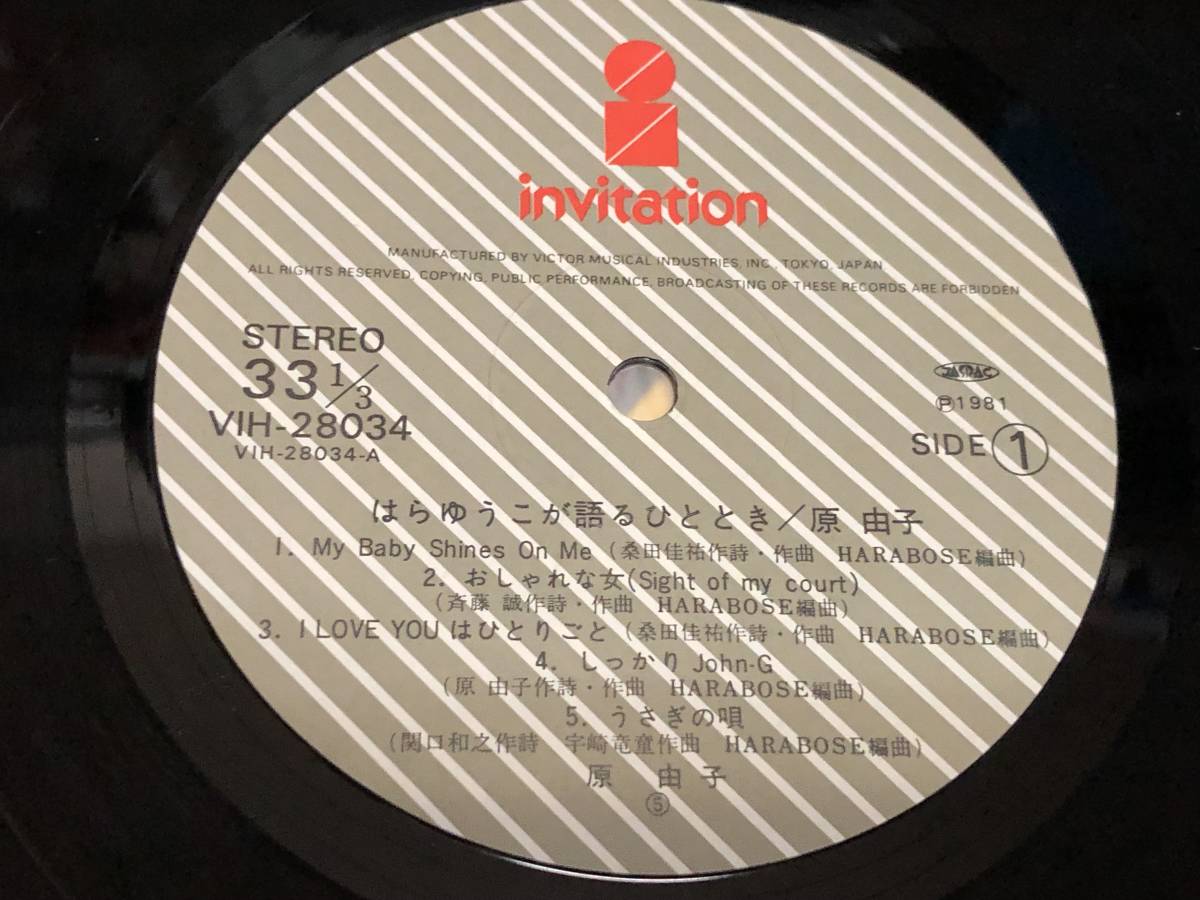 invitation
MANUFACTURED BY VICTOR MUSICAL INDUSTRIES, INC., TOKYO, JAPAN
ALL RIGHTS RESERVED, COPYING, PUBLIC PERFORMANCE, BROADCASTING OF THESE RECORDS ARE FORBIDDEN
STEREO
33 1/3
VIH-28034
VIH-28034-A
JASRAC
Ⓟ1981
SIDE ①
はらゆうこが語るひととき/原 由子
1. My Baby Shines On Me (桑田佳祐作詩・作曲 HARABOSE編曲)
2. おしゃれな女(Sight of my court)
(斉藤 誠作詩・作曲 HARABOSE編曲)
3. I LOVE YOUはひとりごと (桑田佳祐作詩・作曲 HARABOSE編曲)
4. しっかり John-G
(原 由子作詩・作曲 HARABOSE編曲)
5. うさぎの唄
(関口和之作詩 宇崎竜童作曲 HARABOSE編曲)
原 由子
⑤